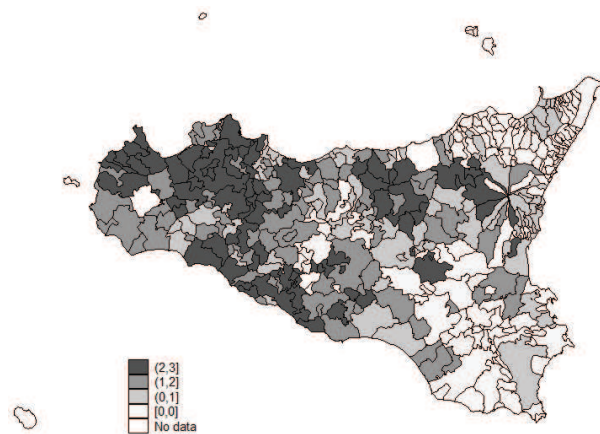 (2,3]
(1,2]
(0,1]
[0,0]
No data